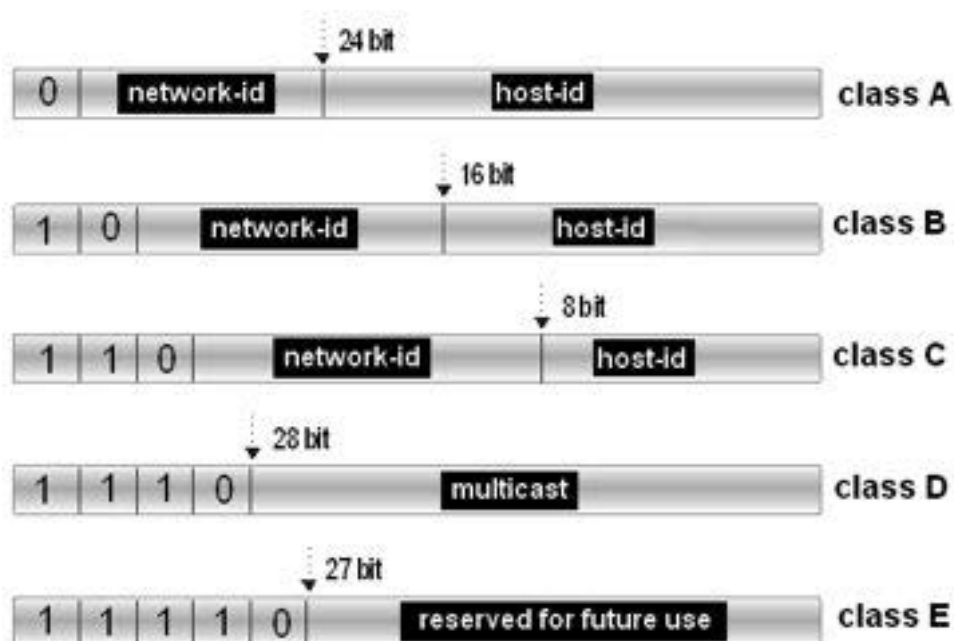 24 bit
0 network-id host-id class A
16 bit
1 0 network-id host-id class B
8 bit
1 1 0 network-id host-id class C
28 bit
1 1 1 0 multicast class D
27 bit
1 1 1 1 0 reserved for future use class E